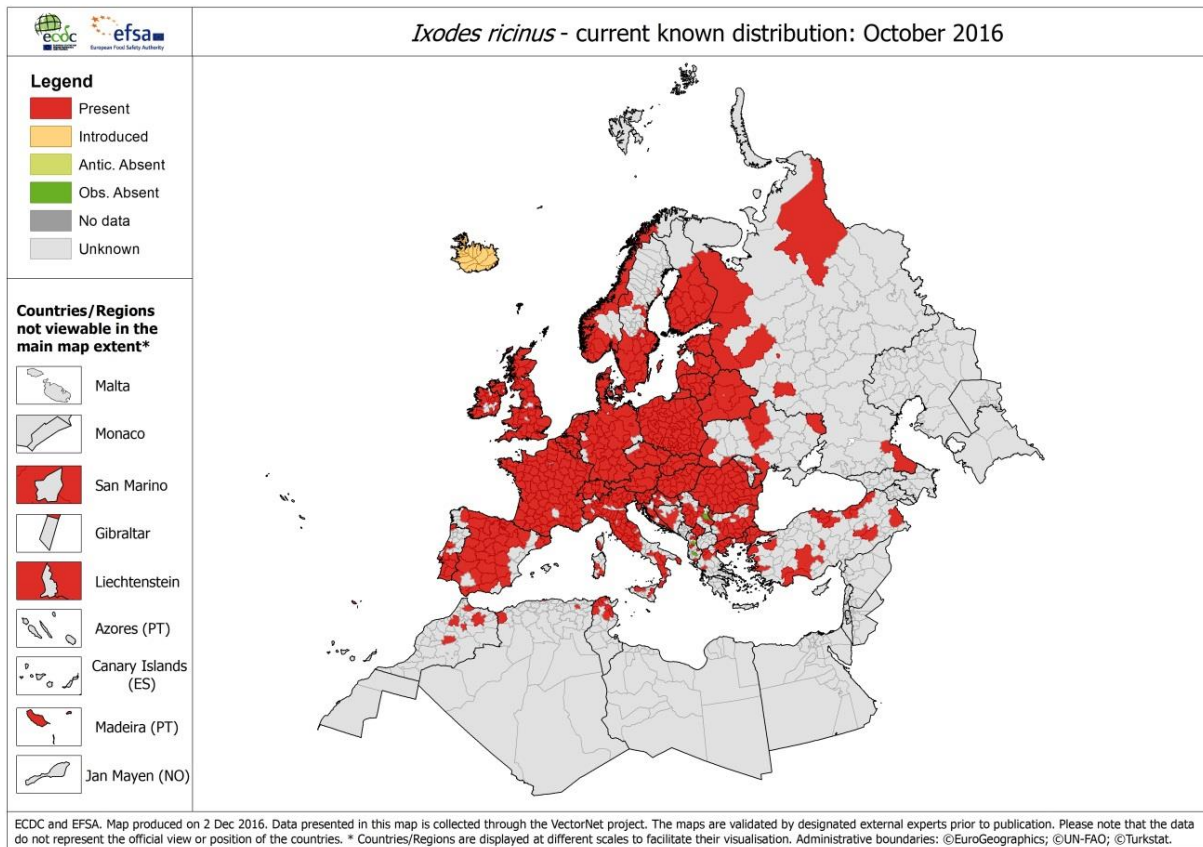 ecdc
efsa
European Food Safety Authority
Ixodes ricinus - current known distribution: October 2016
Legend
Present
Introduced
Antic. Absent
Obs. Absent
No data
Unknown
Countries/Regions
not viewable in the
main map extent*
Malta
Monaco
San Marino
Gibraltar
Liechtenstein
Azores (PT)
Canary Islands
(ES)
Madeira (PT)
Jan Mayen (NO)
ECDC and EFSA. Map produced on 2 Dec 2016. Data presented in this map is collected through the VectorNet project. The maps are validated by designated external experts prior to publication. Please note that the data
do not represent the official view or position of the countries. * Countries/Regions are displayed at different scales to facilitate their visualisation. Administrative boundaries: ©EuroGeographics; ©UN-FAO; ©Turkstat.